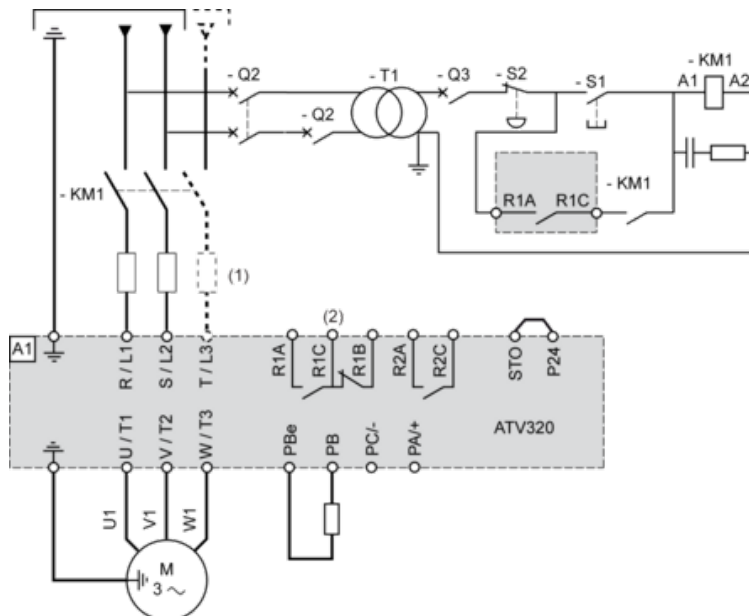 - Q2
- T1
- Q3
- S2
- S1
- KM1
A1 A2
- Q2
- KM1
R1A R1C
- KM1
(1)
(2)
A1
R / L1
S / L2
T / L3
R1A
R1C
R1B
R2A
R2C
STO
P24
ATV320
U / T1
V / T2
W / T3
PBe
PB
PC/-
PA/+
U1
V1
W1
M
3 ~